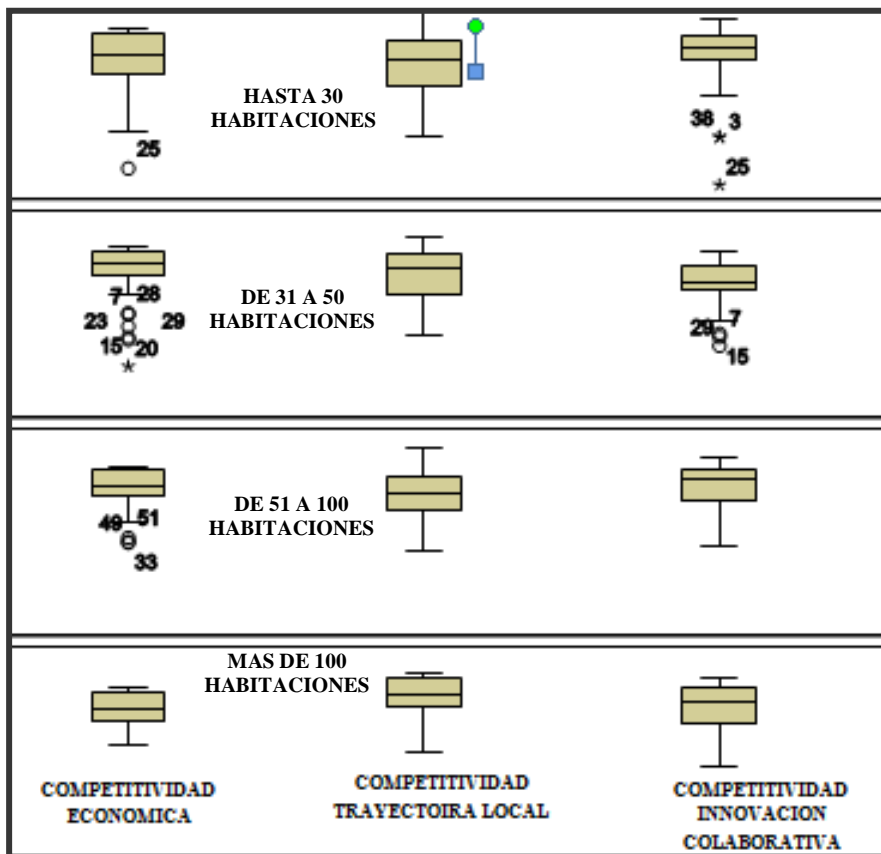 HASTA 30
HABITACIONES
25
38 3
25
DE 31 A 50
HABITACIONES
7 28
23 29
15 20
29 7
15
DE 51 A 100
HABITACIONES
49 51
33
MAS DE 100
HABITACIONES
COMPETITIVIDAD
ECONOMICA
COMPETITIVIDAD
TRAYECTOIRA LOCAL
COMPETITIVIDAD
INNOVACION
COLABORATIVA